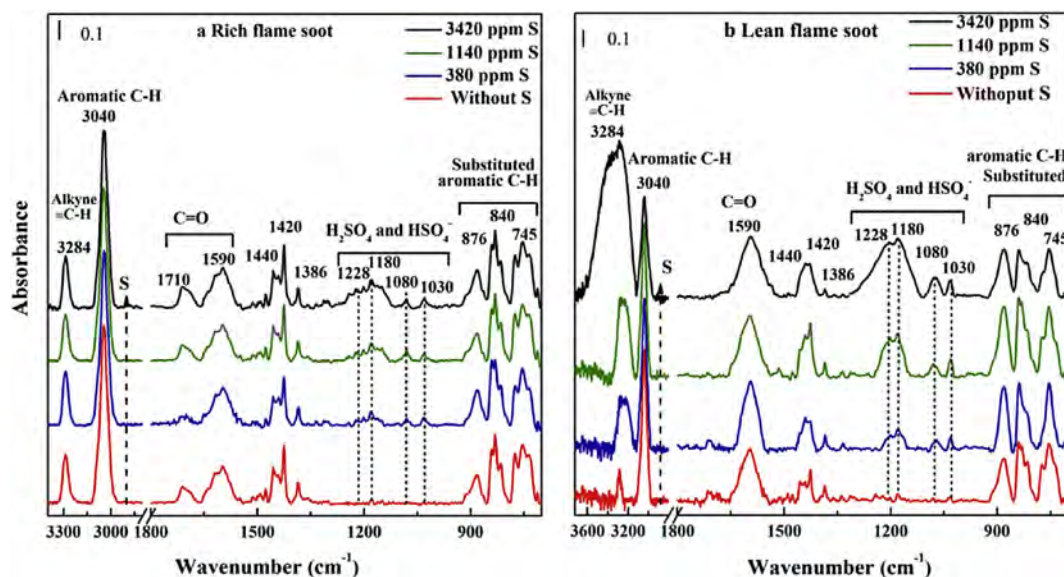 0.1
a Rich flame soot
3420 ppm S
1140 ppm S
380 ppm S
Without S
Aromatic C-H
3040
Alkyne
≡C-H
3284
S
C=O
1710
1590
1440
1420
1386
H₂SO₄ and HSO₄⁻
1228
1180
1080
1030
Substituted
aromatic C-H
876
840
745
Absorbance
3300
3000
1800
1500
1200
900
Wavenumber (cm⁻¹)
0.1
b Lean flame soot
3420 ppm S
1140 ppm S
380 ppm S
Withoput S
Alkyne
≡C-H
3284
Aromatic C-H
3040
S
C=O
1590
1440
1420
1386
H₂SO₄ and HSO₄⁻
1228
1180
1080
1030
aromatic C-H
Substituted
876
840
745
3600
3200
1800
1500
1200
900
Wavenumber (cm⁻¹)